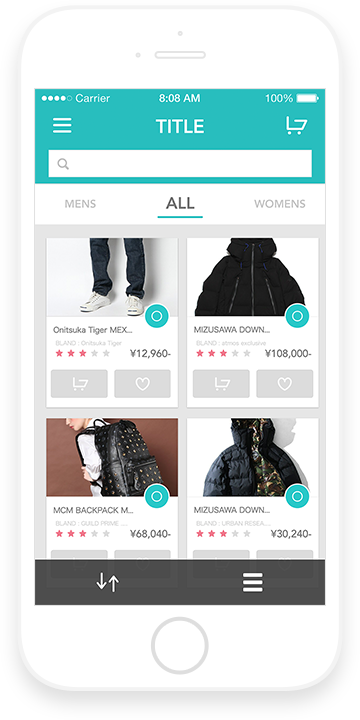 Carrier 8:08 AM 100%
TITLE
MENS ALL WOMENS
Onitsuka Tiger MEX...
BLAND : Onitsuka Tiger
¥12,960-
MIZUSAWA DOWN...
BLAND : atmos exclusive
¥108,000-
MCM BACKPACK M...
BLAND : GUILD PRIME ....
¥68,040-
MIZUSAWA DOWN...
BLAND : URBAN RESEA....
¥30,240-